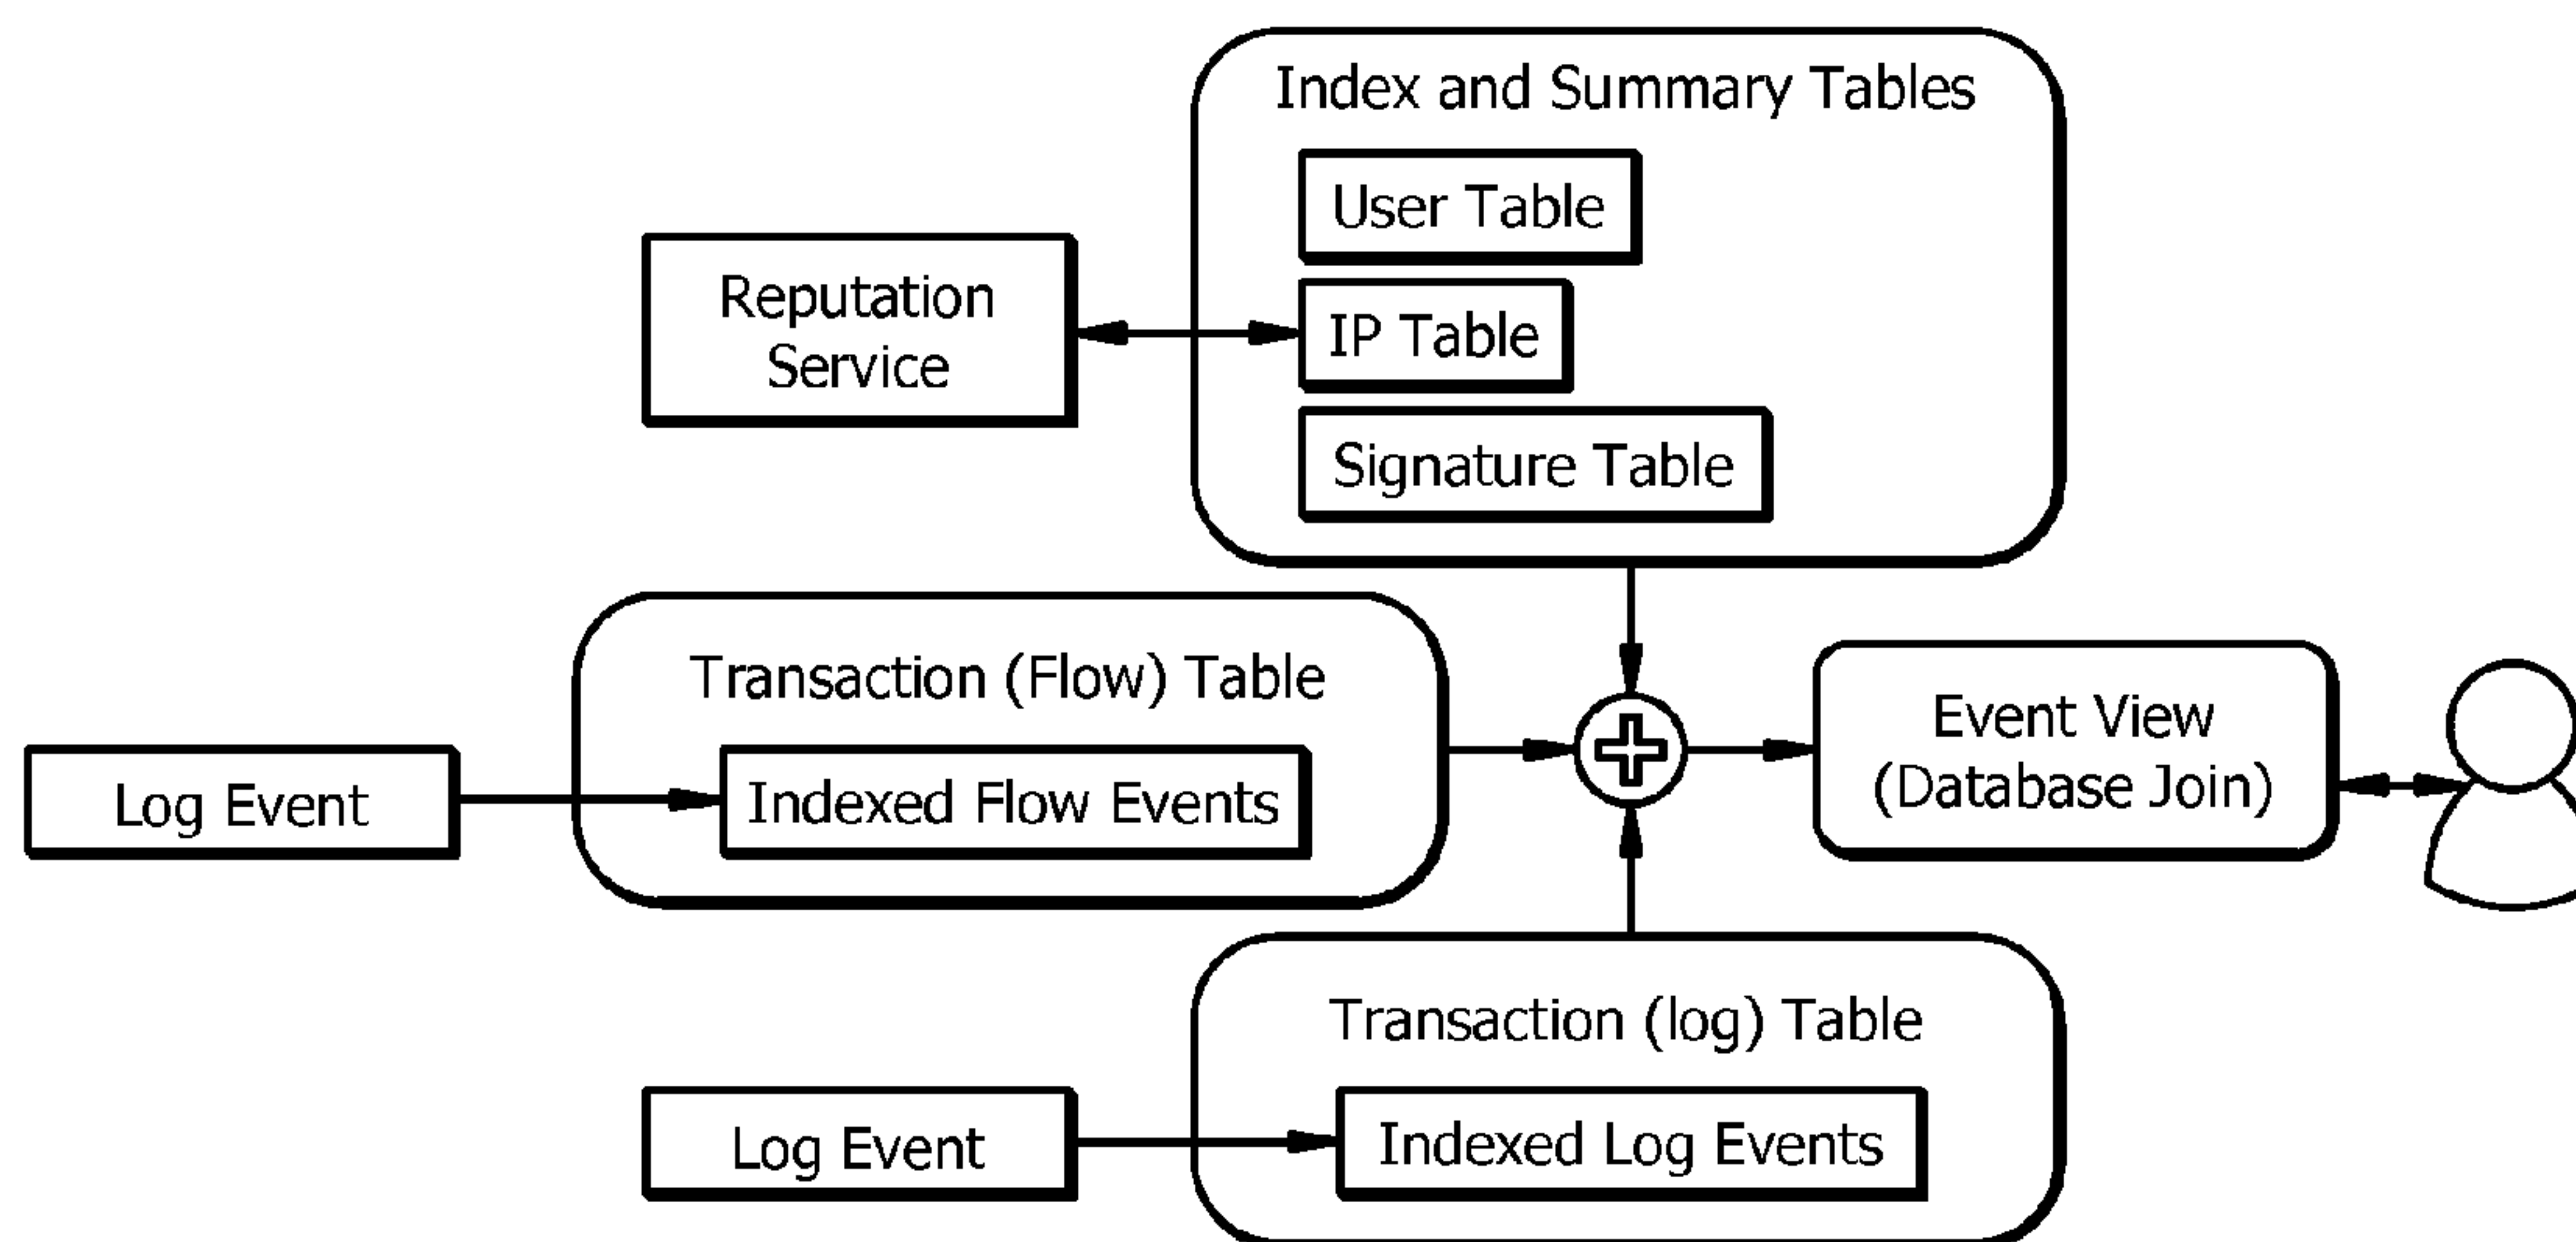 Index and Summary Tables
User Table
Reputation
Service
IP Table
Signature Table
Transaction (Flow) Table
Log Event
Indexed Flow Events
Event View
(Database Join)
Transaction (log) Table
Log Event
Indexed Log Events